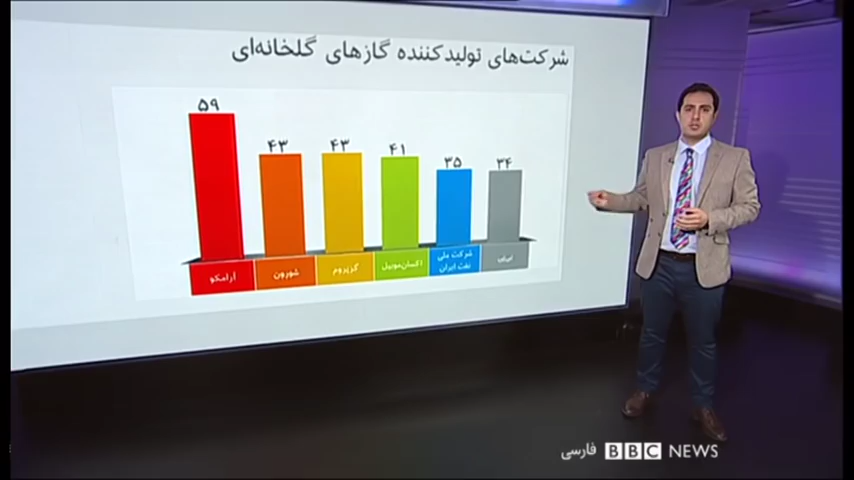 شرکت‌های تولیدکننده گازهای گلخانه‌ای
۵۹ ۴۳ ۴۳ ۴۱ ۳۵ ۳۴
آرامکو شورون گزپروم اکسان‌موبیل شرکت ملی نفت ایران
BBC NEWS فارسی